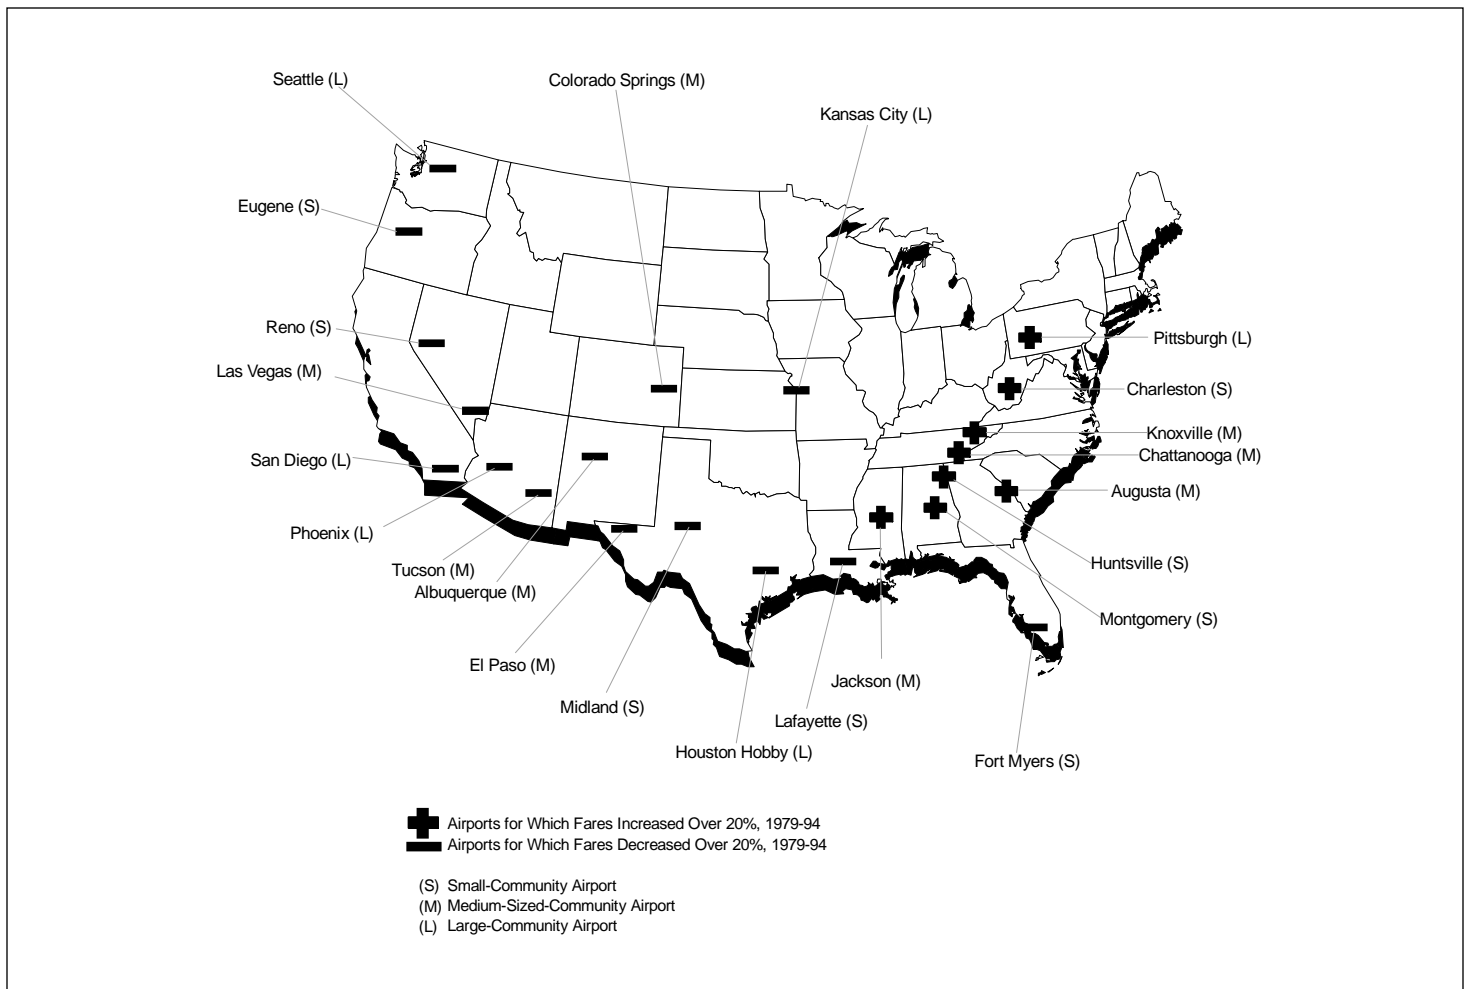 Seattle (L)
Colorado Springs (M)
Kansas City (L)
Eugene (S)
Reno (S)
Pittsburgh (L)
Las Vegas (M)
Charleston (S)
Knoxville (M)
Chattanooga (M)
San Diego (L)
Augusta (M)
Phoenix (L)
Huntsville (S)
Tucson (M)
Albuquerque (M)
Montgomery (S)
El Paso (M)
Jackson (M)
Midland (S)
Lafayette (S)
Houston Hobby (L)
Fort Myers (S)
Airports for Which Fares Increased Over 20%, 1979-94
Airports for Which Fares Decreased Over 20%, 1979-94
(S) Small-Community Airport
(M) Medium-Sized-Community Airport
(L) Large-Community Airport